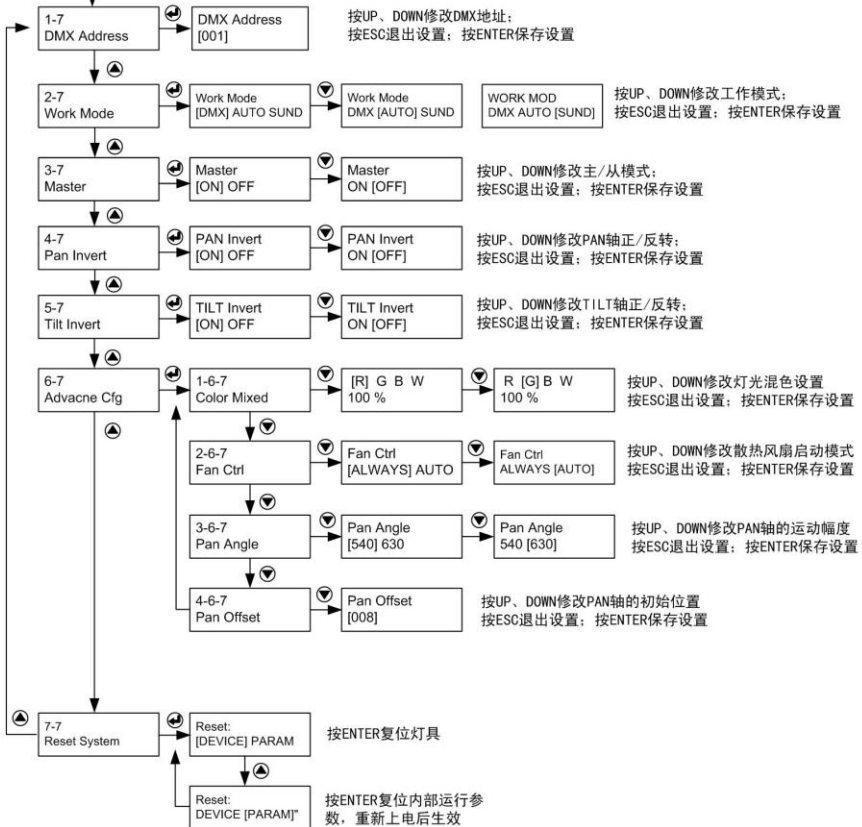 1-7
DMX Address
DMX Address
[001]
按UP、DOWN修改DMX地址；
按ESC退出设置；按ENTER保存设置
2-7
Work Mode
Work Mode
[DMX] AUTO SUND
Work Mode
DMX [AUTO] SUND
WORK MOD
DMX AUTO [SUND]
按UP、DOWN修改工作模式；
按ESC退出设置；按ENTER保存设置
3-7
Master
Master
[ON] OFF
Master
ON [OFF]
按UP、DOWN修改主/从模式；
按ESC退出设置；按ENTER保存设置
4-7
Pan Invert
PAN Invert
[ON] OFF
PAN Invert
ON [OFF]
按UP、DOWN修改PAN轴正/反转；
按ESC退出设置；按ENTER保存设置
5-7
Tilt Invert
TILT Invert
[ON] OFF
TILT Invert
ON [OFF]
按UP、DOWN修改TILT轴正/反转；
按ESC退出设置；按ENTER保存设置
6-7
Advacne Cfg
1-6-7
Color Mixed
[R] G B W
100 %
R [G] B W
100 %
按UP、DOWN修改灯光混色设置
按ESC退出设置；按ENTER保存设置
2-6-7
Fan Ctrl
Fan Ctrl
[ALWAYS] AUTO
Fan Ctrl
ALWAYS [AUTO]
按UP、DOWN修改散热风扇启动模式
按ESC退出设置；按ENTER保存设置
3-6-7
Pan Angle
Pan Angle
[540] 630
Pan Angle
540 [630]
按UP、DOWN修改PAN轴的运动幅度
按ESC退出设置；按ENTER保存设置
4-6-7
Pan Offset
Pan Offset
[008]
按UP、DOWN修改PAN轴的初始位置
按ESC退出设置；按ENTER保存设置
7-7
Reset System
Reset:
[DEVICE] PARAM
按ENTER复位灯具
Reset:
DEVICE [PARAM]"
按ENTER复位内部运行参
数，重新上电后生效